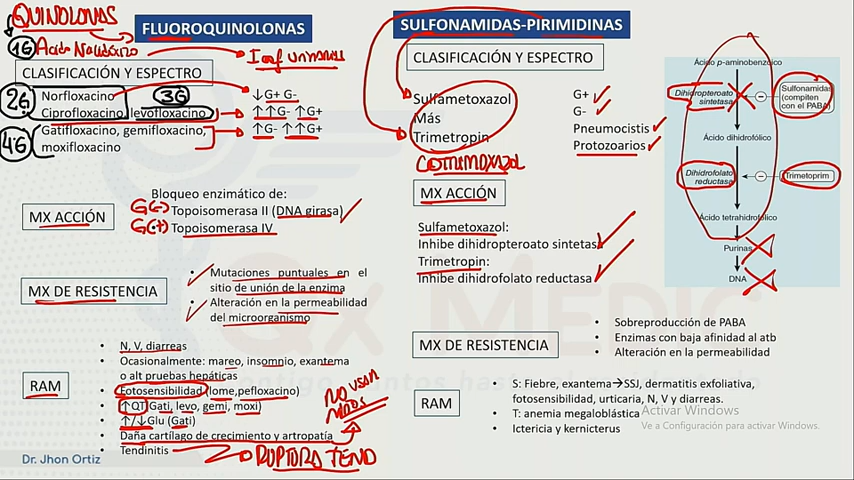 QUINOLONAS
FLUOROQUINOLONAS
1G Ácido Nalidíxico
Inf urinarias
CLASIFICACIÓN Y ESPECTRO
2G
Norfloxacino
3G
↓G+ G-
Ciprofloxacino, levofloxacino
↑↑G- ↑G+
4G
Gatifloxacino, gemifloxacino,
moxifloxacino
↑G- ↑↑G+
MX ACCIÓN
Bloqueo enzimático de:
G(-) Topoisomerasa II (DNA girasa)
G(+) Topoisomerasa IV
MX DE RESISTENCIA
• Mutaciones puntuales en el
sitio de unión de la enzima
• Alteración en la permeabilidad
del microorganismo
RAM
• N, V, diarreas
• Ocasionalmente: mareo, insomnio, exantema
o alt pruebas hepáticas
• Fotosensibilidad (lome,pefloxacino)
• ↑QT (Gati, levo, gemi, moxi)
• ↑/↓Glu (Gati)
• Daña cartílago de crecimiento y artropatía
• Tendinitis
NO USAR
RUPTURA TEND
Dr. Jhon Ortiz
SULFONAMIDAS-PIRIMIDINAS
CLASIFICACIÓN Y ESPECTRO
Sulfametoxazol
Más
Trimetropin
COTRIMOXAZOL
G+
G-
Pneumocistis
Protozoarios
MX ACCIÓN
Sulfametoxazol:
Inhibe dihidropteroato sintetasa
Trimetropin:
Inhibe dihidrofolato reductasa
MX DE RESISTENCIA
• Sobreproducción de PABA
• Enzimas con baja afinidad al atb
• Alteración en la permeabilidad
RAM
• S: Fiebre, exantema→SSJ, dermatitis exfoliativa,
fotosensibilidad, urticaria, N, V y diarreas.
• T: anemia megaloblástica
• Ictericia y kernicterus
Ácido p-aminobenzoico
Dihidropteroato
sintetasa
Sulfonamidas
(compiten
con el PABA)
Ácido dihidrofólico
Dihidrofolato
reductasa
Trimetoprim
Ácido tetrahidrofólico
Purinas
DNA
Qx MEDIC
Activar Windows
Ve a Configuración para activar Windows.